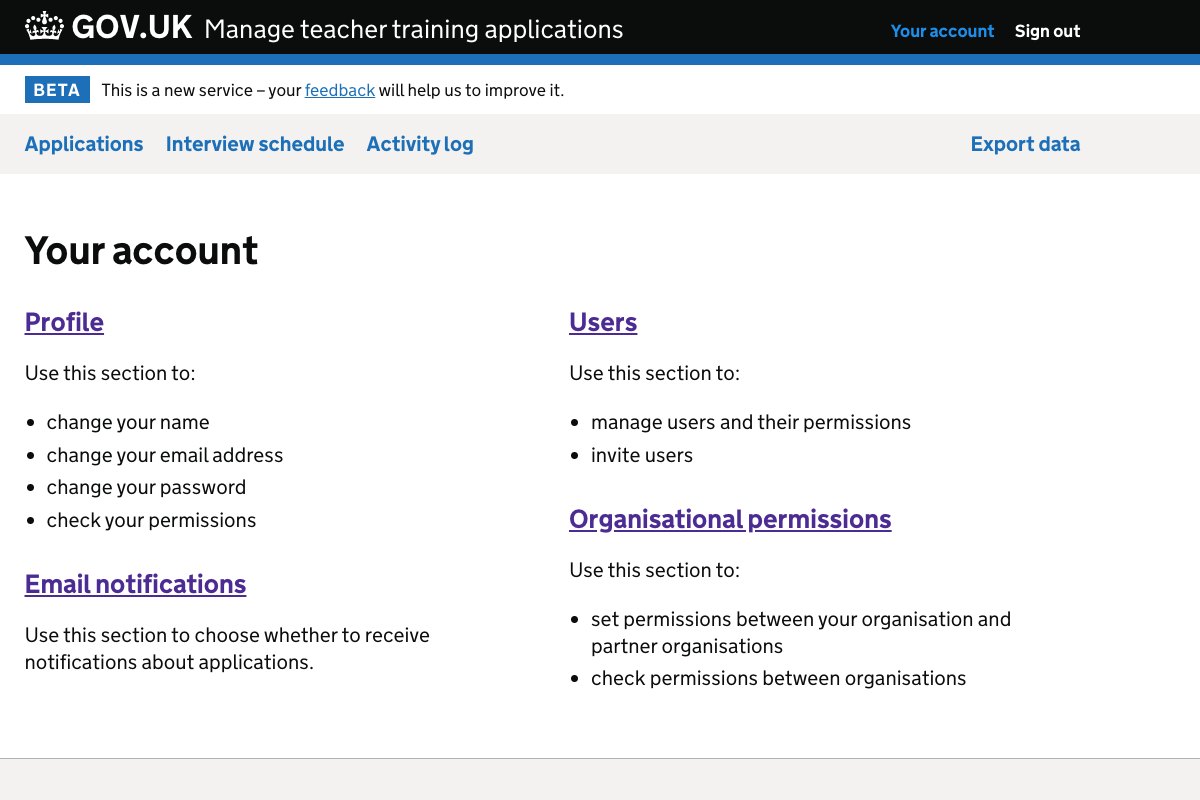 GOV.UK Manage teacher training applications
Your account Sign out
BETA This is a new service – your feedback will help us to improve it.
Applications Interview schedule Activity log Export data
Your account
Profile
Use this section to:
• change your name
• change your email address
• change your password
• check your permissions
Email notifications
Use this section to choose whether to receive
notifications about applications.
Users
Use this section to:
• manage users and their permissions
• invite users
Organisational permissions
Use this section to:
• set permissions between your organisation and
partner organisations
• check permissions between organisations